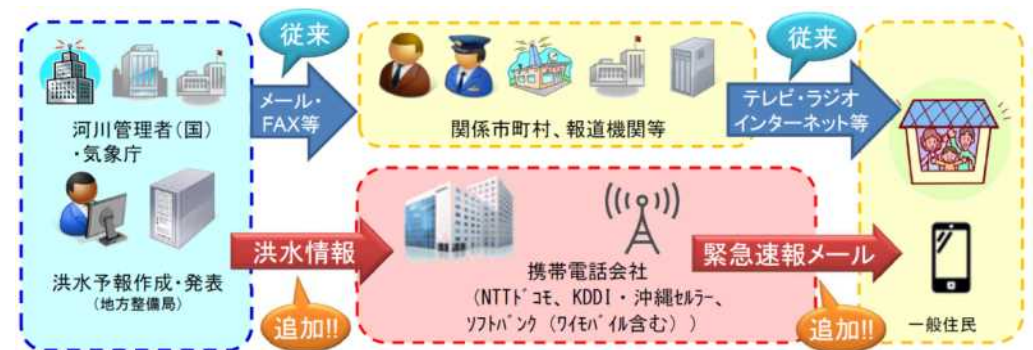 従来
従来
メール・
FAX等
テレビ・ラジオ
インターネット等
河川管理者(国)
・気象庁
関係市町村、報道機関等
洪水情報
緊急速報メール
携帯電話会社
(NTTﾄﾞｺﾓ、KDDI・沖縄ｾﾙﾗｰ、
ｿﾌﾄﾊﾞﾝｸ(ﾜｲﾓﾊﾞｲﾙ含む))
洪水予報作成・発表
(地方整備局)
追加!!
追加!!
一般住民